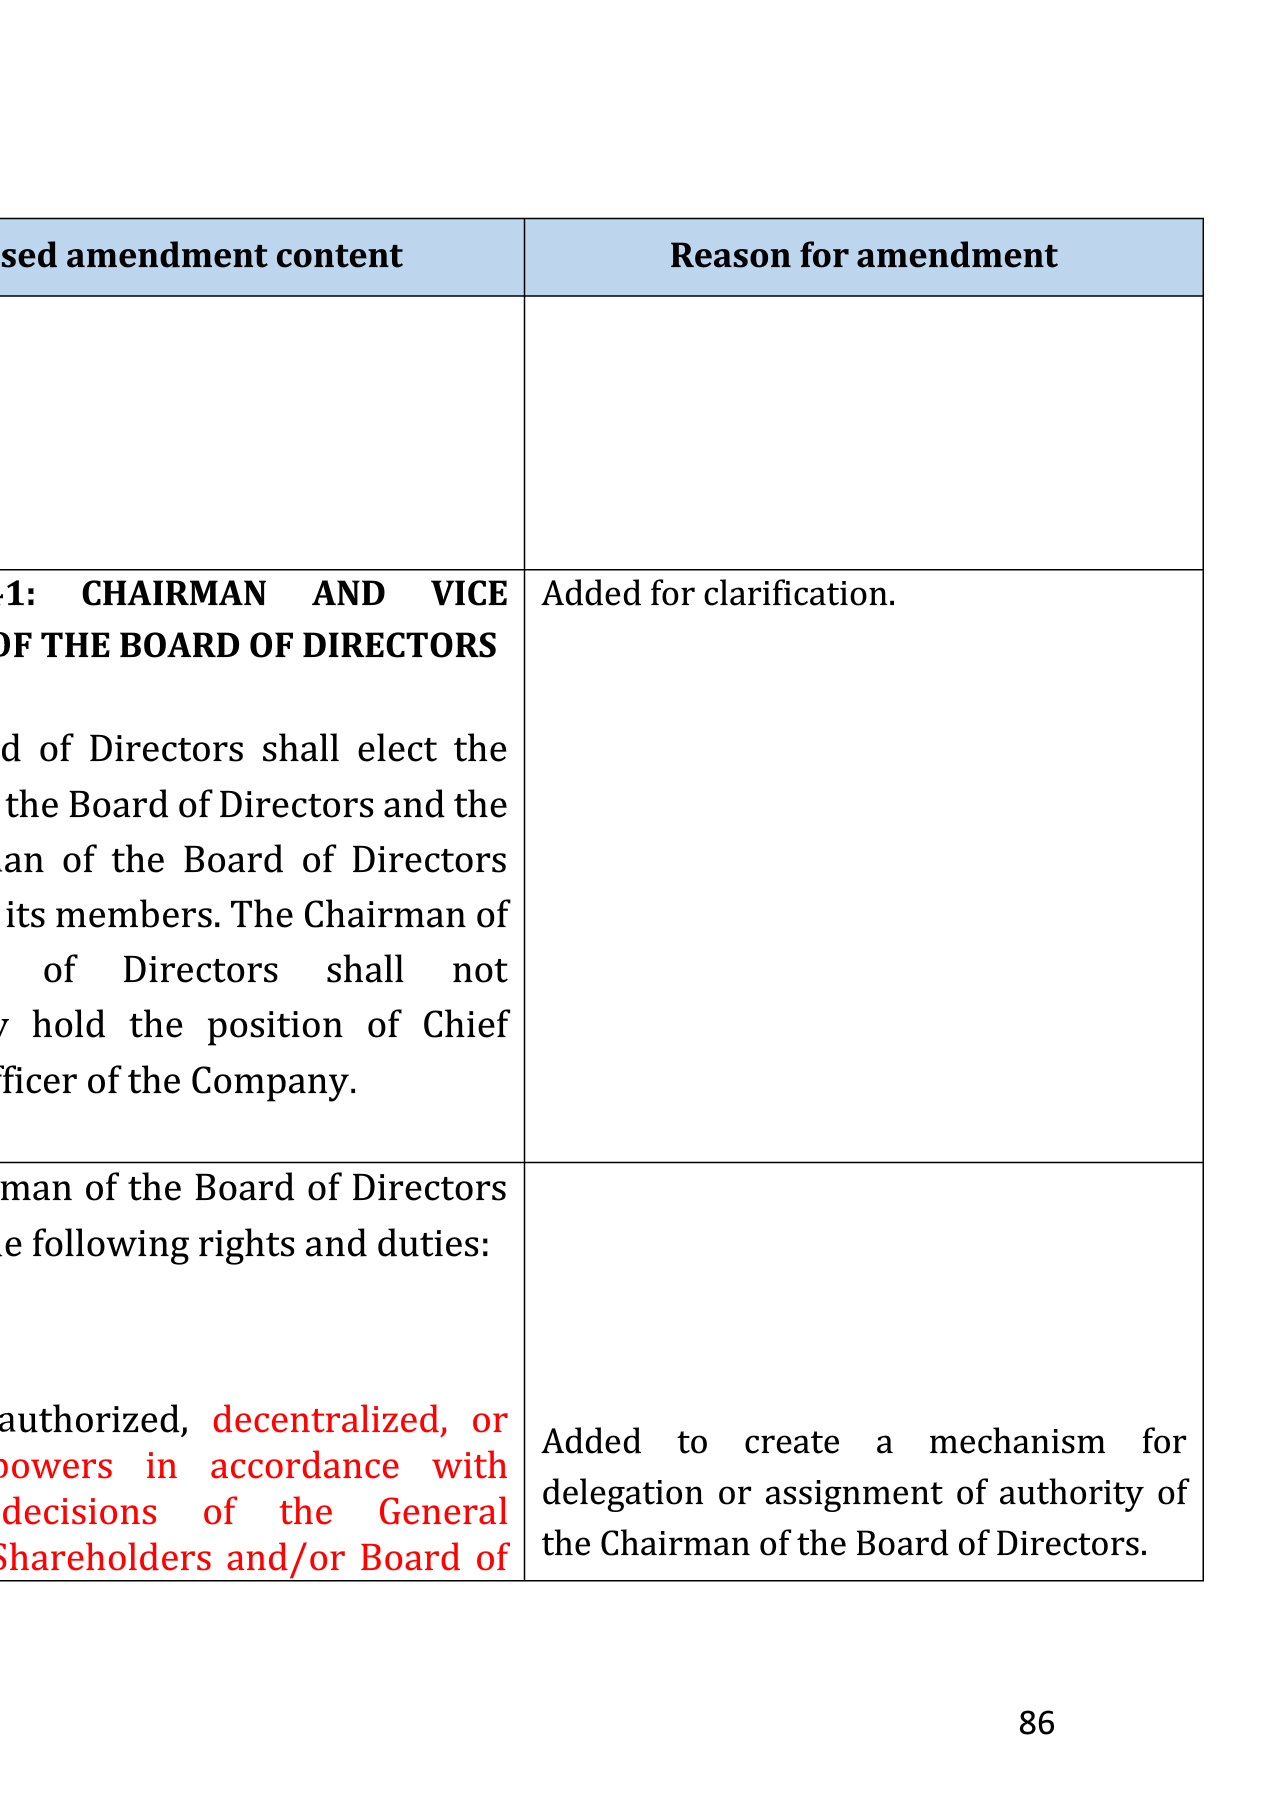 sed amendment content
Reason for amendment
1: CHAIRMAN AND VICE
OF THE BOARD OF DIRECTORS
Added for clarification.
d of Directors shall elect the
the Board of Directors and the
an of the Board of Directors
its members. The Chairman of
of Directors shall not
hold the position of Chief
fficer of the Company.
man of the Board of Directors
e following rights and duties:
authorized, decentralized, or
powers in accordance with
decisions of the General
Shareholders and/or Board of
Added to create a mechanism for
delegation or assignment of authority of
the Chairman of the Board of Directors.
86